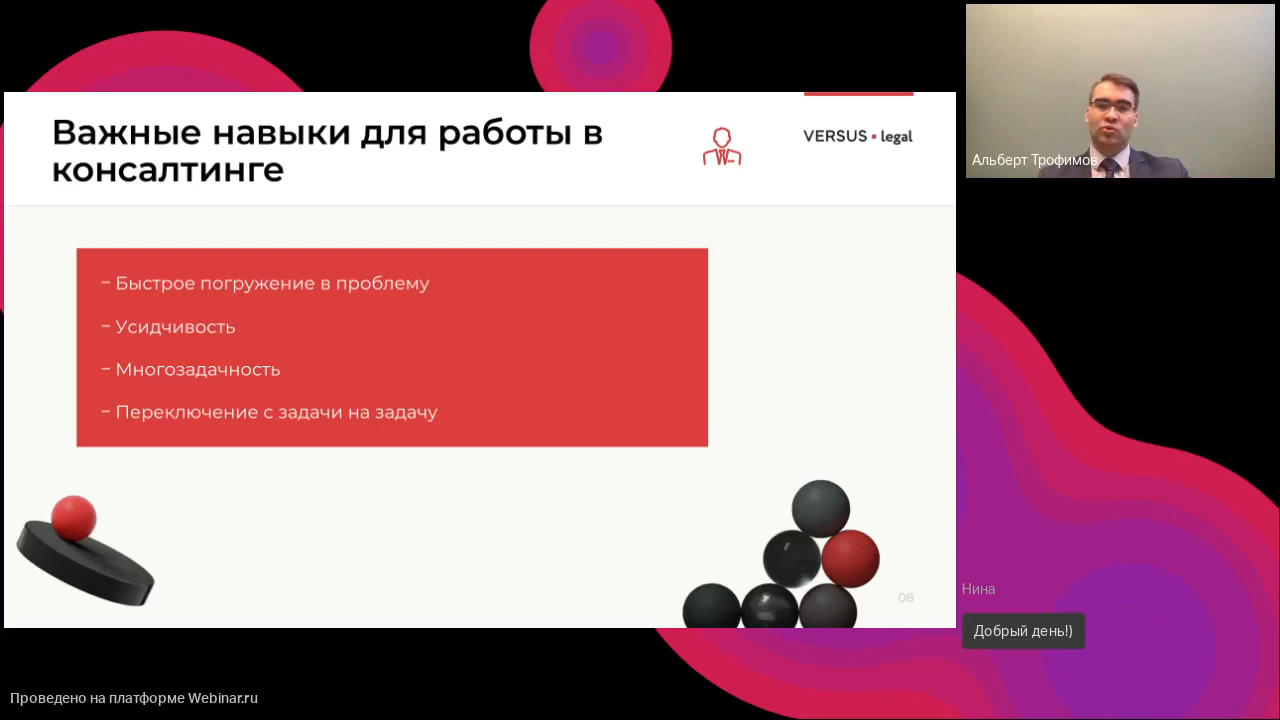 Важные навыки для работы в
консалтинге
VERSUS • legal
– Быстрое погружение в проблему
– Усидчивость
– Многозадачность
– Переключение с задачи на задачу
08
Альберт Трофимов
Нина
Добрый день!)
Проведено на платформе Webinar.ru